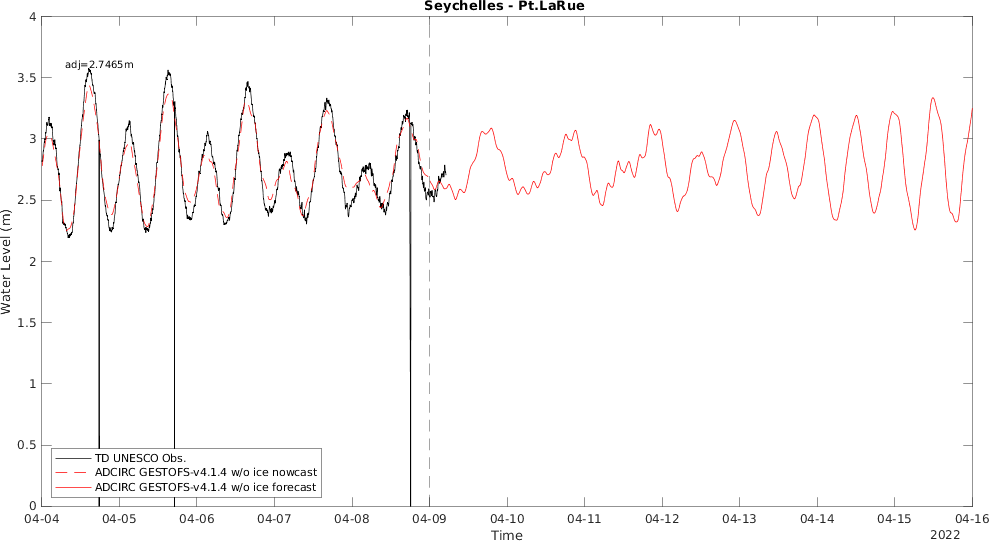 Seychelles - Pt.LaRue
adj=2.7465m
Water Level (m)
4
3.5
3
2.5
2
1.5
1
0.5
0
TD UNESCO Obs.
ADCIRC GESTOFS-v4.1.4 w/o ice nowcast
ADCIRC GESTOFS-v4.1.4 w/o ice forecast
04-04 04-05 04-06 04-07 04-08 04-09 04-10 04-11 04-12 04-13 04-14 04-15 04-16
Time
2022